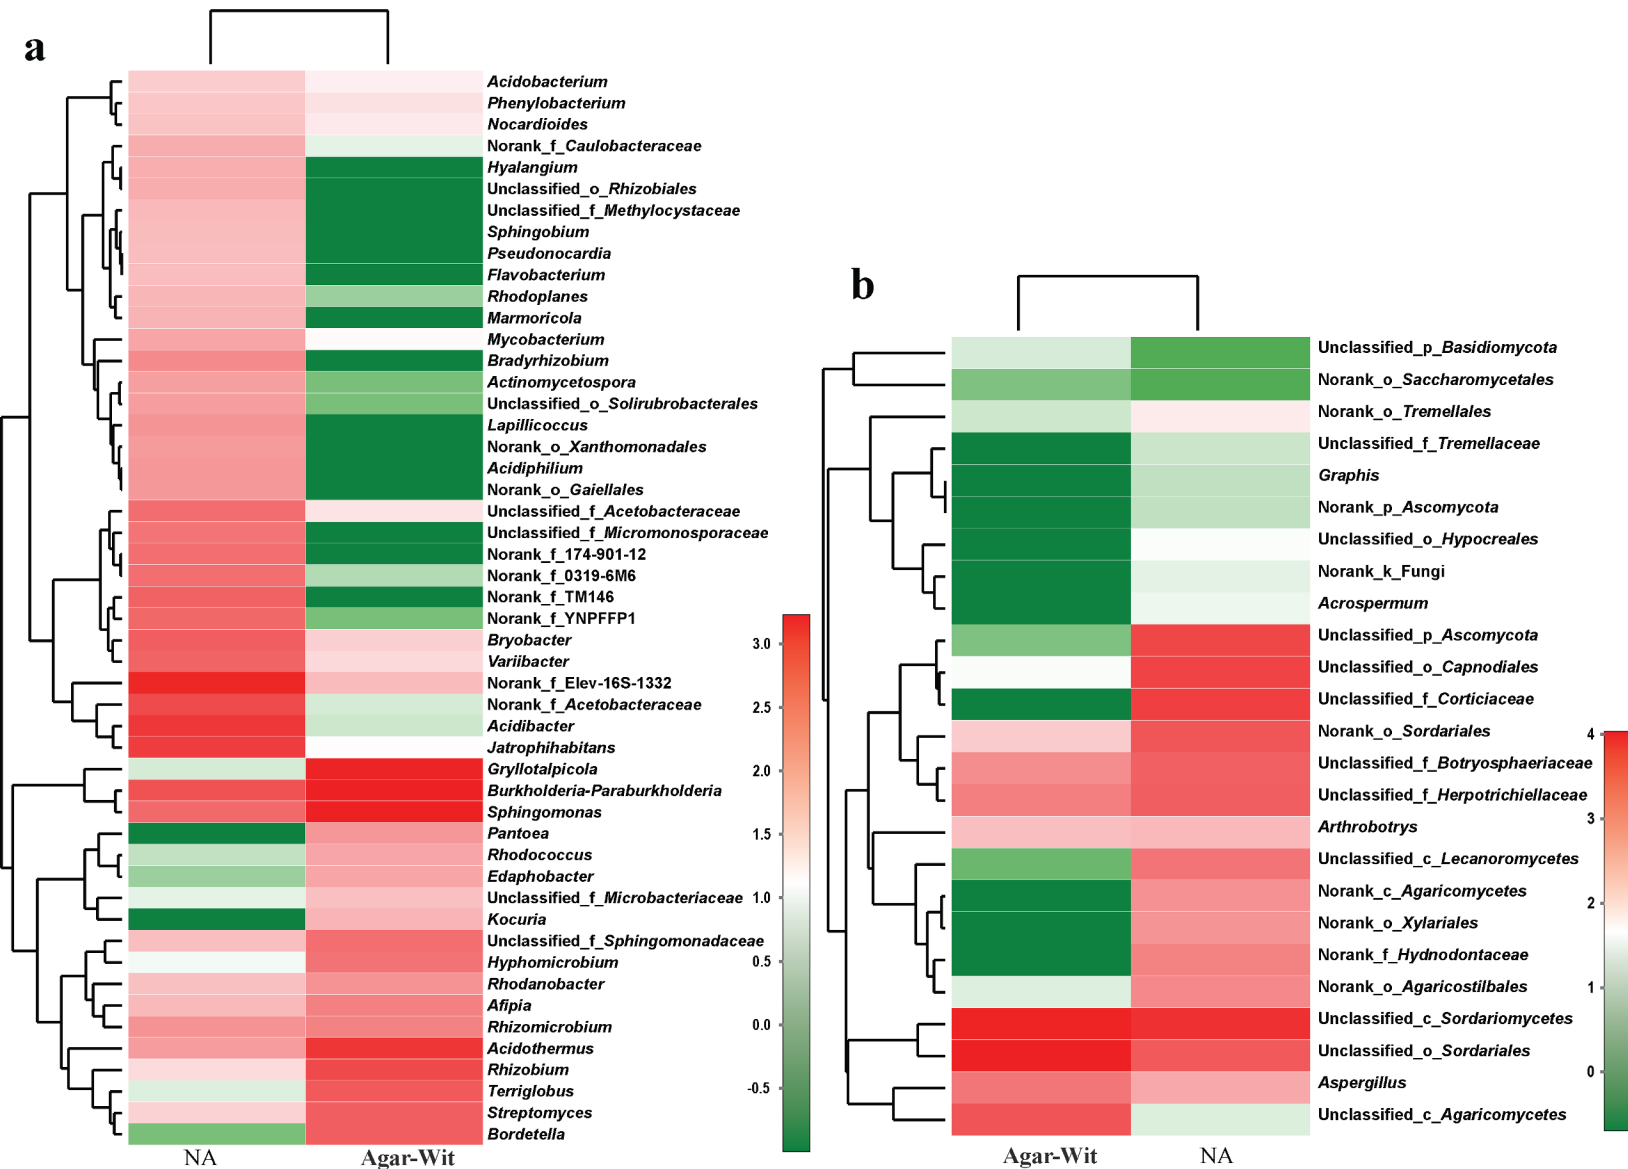 a
Acidobacterium
Phenylobacterium
Nocardioides
Norank_f_Caulobacteraceae
Hyalangium
Unclassified_o_Rhizobiales
Unclassified_f_Methylocystaceae
Sphingobium
Pseudonocardia
Flavobacterium
Rhodoplanes
Marmoricola
Mycobacterium
Bradyrhizobium
Actinomycetospora
Unclassified_o_Solirubrobacterales
Lapillicoccus
Norank_o_Xanthomonadales
Acidiphilium
Norank_o_Gaiellales
Unclassified_f_Acetobacteraceae
Unclassified_f_Micromonosporaceae
Norank_f_174-901-12
Norank_f_0319-6M6
Norank_f_TM146
Norank_f_YNPFFP1
Bryobacter
Variibacter
Norank_f_Elev-16S-1332
Norank_f_Acetobacteraceae
Acidibacter
Jatrophihabitans
Gryllotalpicola
Burkholderia-Paraburkholderia
Sphingomonas
Pantoea
Rhodococcus
Edaphobacter
Unclassified_f_Microbacteriaceae
Kocuria
Unclassified_f_Sphingomonadaceae
Hyphomicrobium
Rhodanobacter
Afipia
Rhizomicrobium
Acidothermus
Rhizobium
Terriglobus
Streptomyces
Bordetella
NA Agar-Wit
3.0
2.5
2.0
1.5
1.0
0.5
0.0
-0.5
b
Unclassified_p_Basidiomycota
Norank_o_Saccharomycetales
Norank_o_Tremellales
Unclassified_f_Tremellaceae
Graphis
Norank_p_Ascomycota
Unclassified_o_Hypocreales
Norank_k_Fungi
Acrospermum
Unclassified_p_Ascomycota
Unclassified_o_Capnodiales
Unclassified_f_Corticiaceae
Norank_o_Sordariales
Unclassified_f_Botryosphaeriaceae
Unclassified_f_Herpotrichiellaceae
Arthrobotrys
Unclassified_c_Lecanoromycetes
Norank_c_Agaricomycetes
Norank_o_Xylariales
Norank_f_Hydnodontaceae
Norank_o_Agaricostilbales
Unclassified_c_Sordariomycetes
Unclassified_o_Sordariales
Aspergillus
Unclassified_c_Agaricomycetes
Agar-Wit NA
4
3
2
1
0